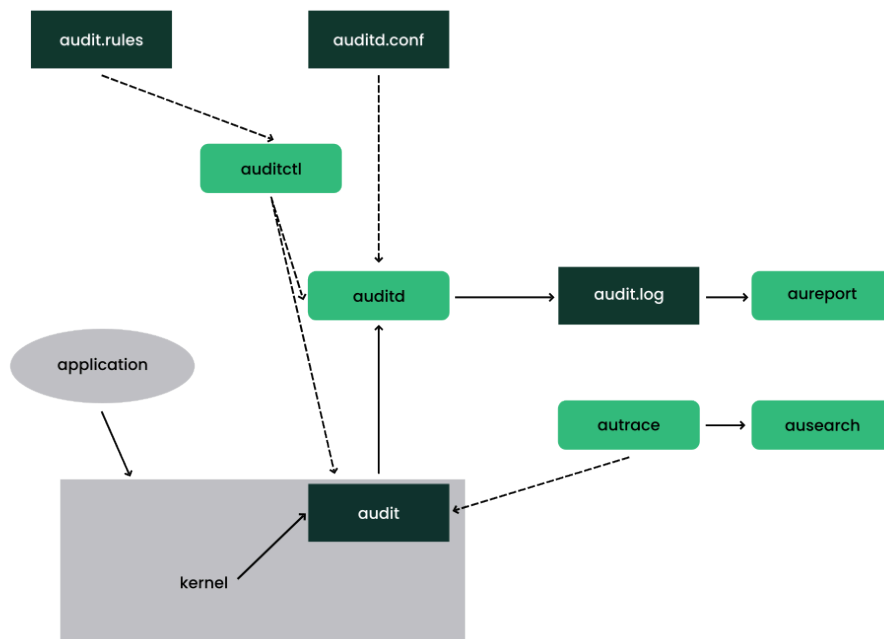 audit.rules
auditd.conf
auditctl
auditd
audit.log
aureport
application
autrace
ausearch
audit
kernel